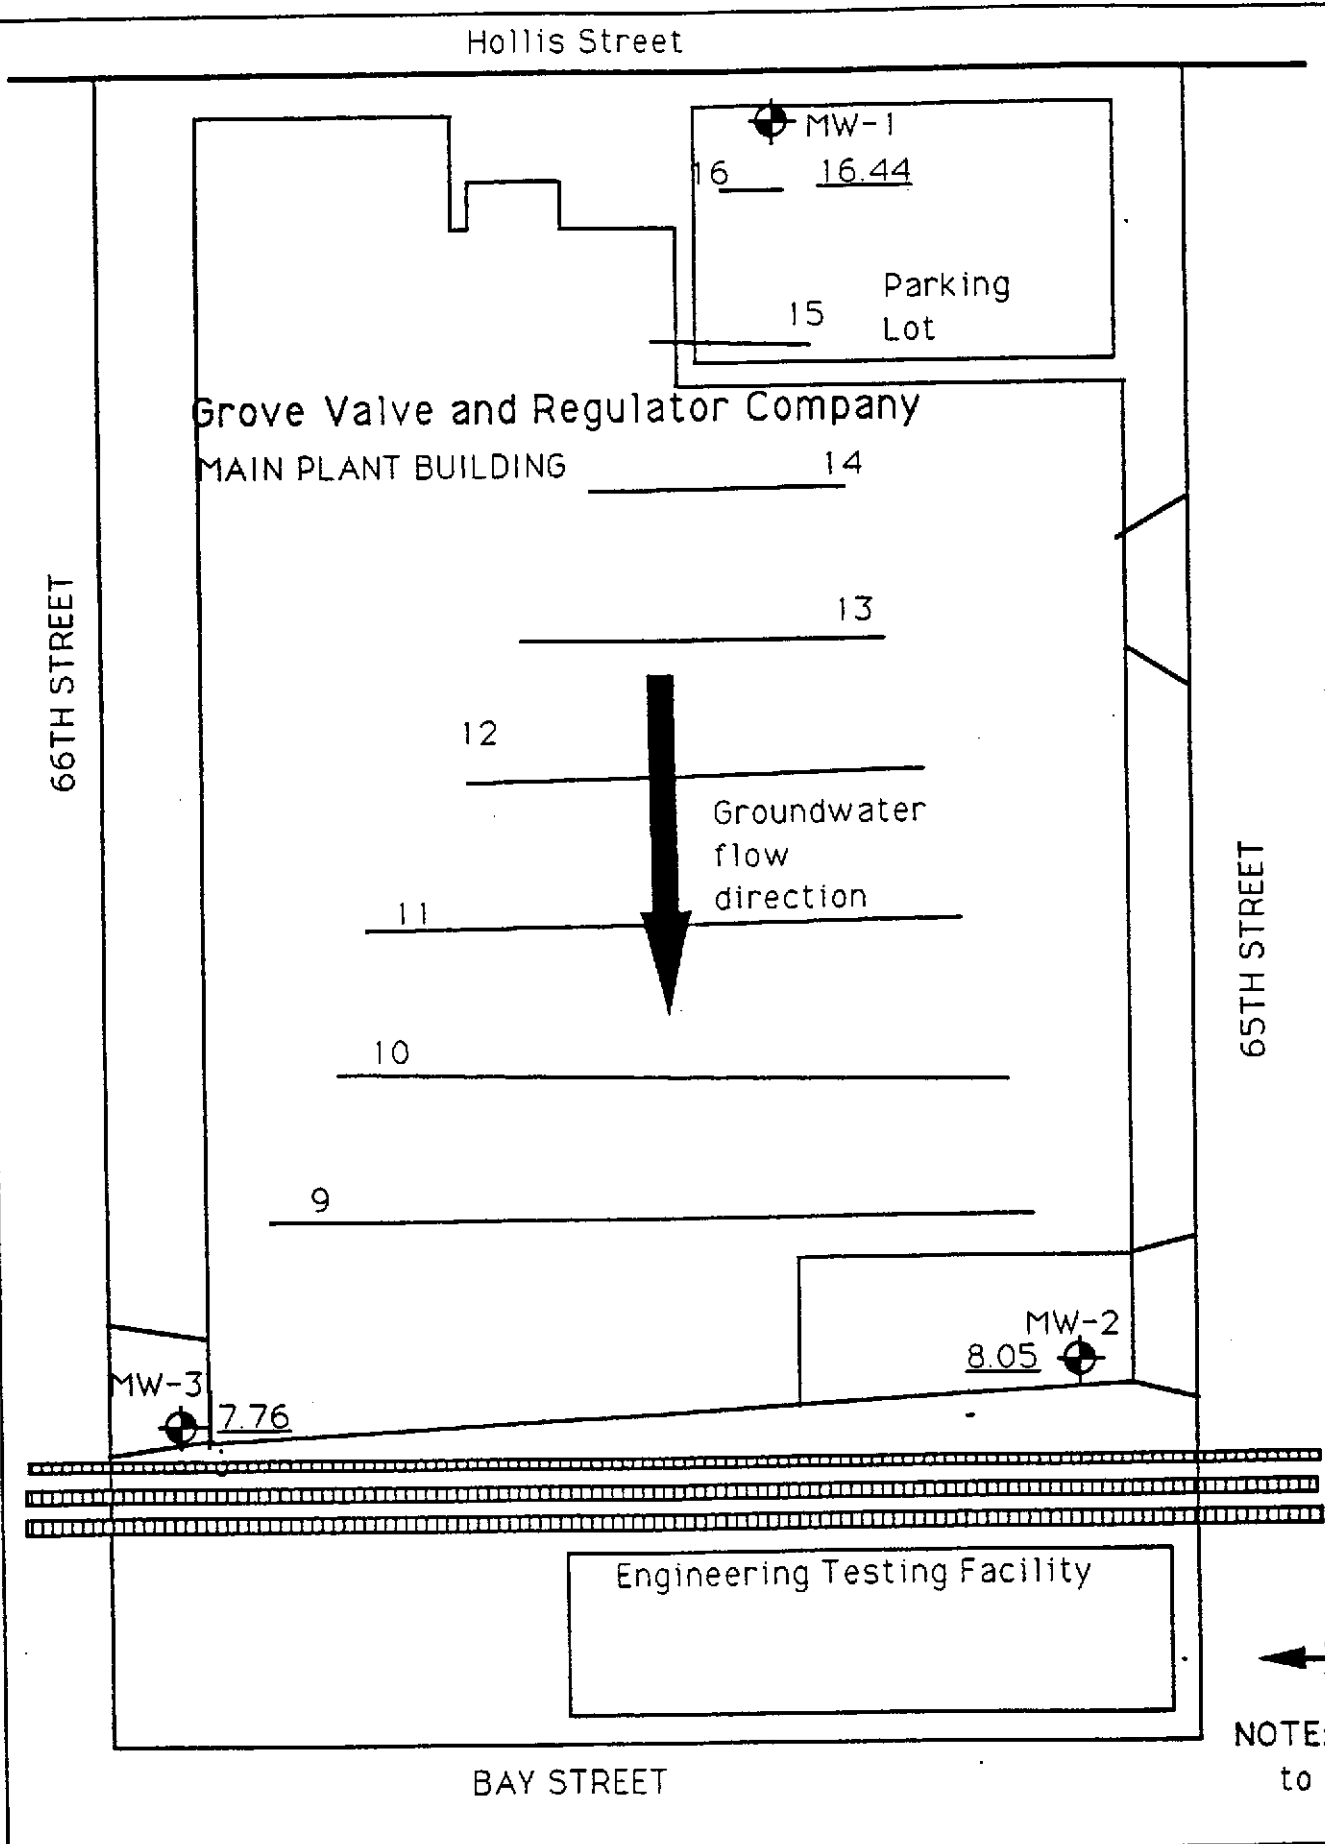 Hollis Street
MW-1
16
16.44
Parking
Lot
15
Grove Valve and Regulator Company
MAIN PLANT BUILDING
14
13
66TH STREET
12
Groundwater
flow
direction
65TH STREET
11
10
9
MW-2
8.05
MW-3
7.76
Engineering Testing Facility
NOTE:
to
BAY STREET